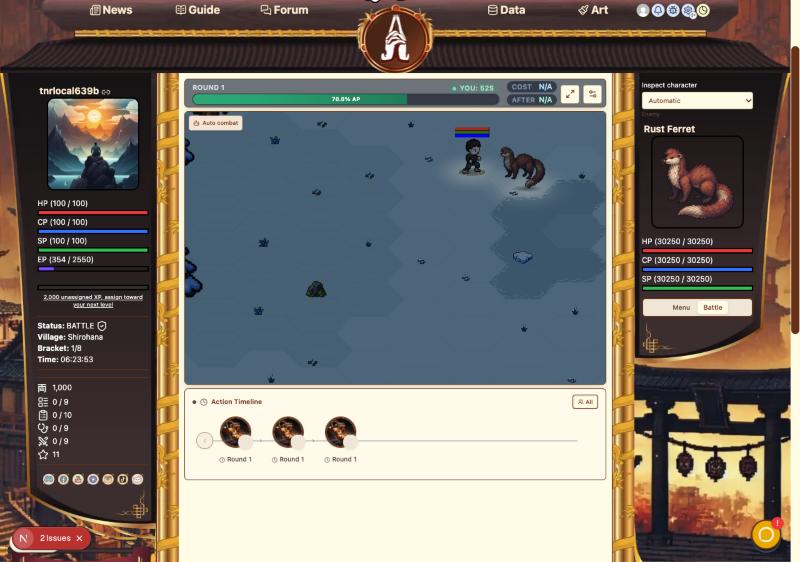 News
Guide
Forum
Data
Art
tnrlocal639b
HP (100 / 100)
CP (100 / 100)
SP (100 / 100)
EP (354 / 2550)
2,000 unassigned XP, assign toward
your next level
Status: BATTLE
Village: Shirohana
Bracket: 1/8
Time: 06:23:53
1,000
0 / 9
0 / 10
0 / 9
0 / 9
11
N
2 Issues
ROUND 1
YOU: 52S
70.0% AP
COST N/A
AFTER N/A
Auto combat
Action Timeline
All
Round 1
Round 1
Round 1
Inspect character
Automatic
Enemy
Rust Ferret
HP (30250 / 30250)
CP (30250 / 30250)
SP (30250 / 30250)
Menu
Battle
!